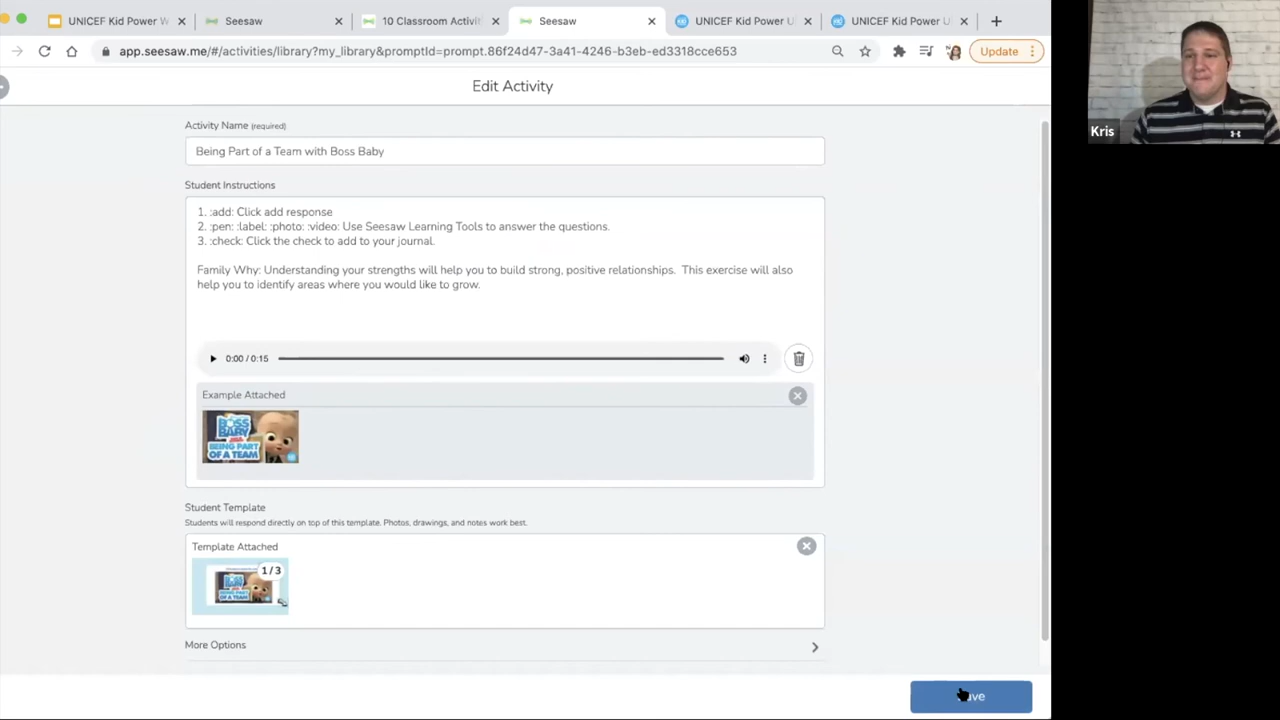 UNICEF Kid Power W
Seesaw
10 Classroom Activit
Seesaw
UNICEF Kid Power U
UNICEF Kid Power U
app.seesaw.me/#/activities/library?my_library&promptId=prompt.86f24d47-3a41-4246-b3eb-ed3318cce653
Update
Edit Activity
Kris
Activity Name (required)
Being Part of a Team with Boss Baby
Student Instructions
1. :add: Click add response
2. :pen: :label: :photo: :video: Use Seesaw Learning Tools to answer the questions.
3. :check: Click the check to add to your journal.
Family Why: Understanding your strengths will help you to build strong, positive relationships. This exercise will also
help you to identify areas where you would like to grow.
0:00 / 0:15
Example Attached
BOSS
BABY
BEING PART
OF A TEAM
Student Template
Students will respond directly on top of this template. Photos, drawings, and notes work best.
Template Attached
1/3
BOSS
BABY
BEING PART
OF A TEAM
More Options